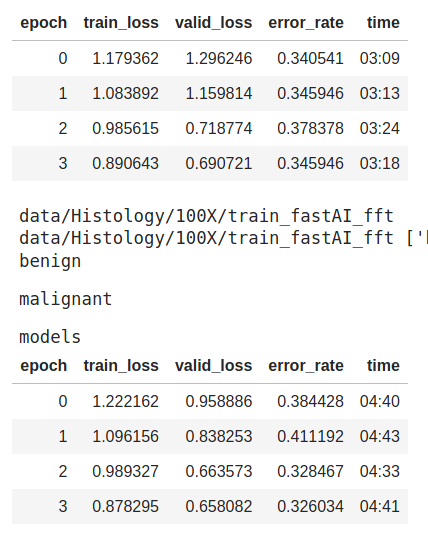 epoch train_loss valid_loss error_rate time
0 1.179362 1.296246 0.340541 03:09
1 1.083892 1.159814 0.345946 03:13
2 0.985615 0.718774 0.378378 03:24
3 0.890643 0.690721 0.345946 03:18
data/Histology/100X/train_fastAI_fft
data/Histology/100X/train_fastAI_fft ['
benign
malignant
models
epoch train_loss valid_loss error_rate time
0 1.222162 0.958886 0.384428 04:40
1 1.096156 0.838253 0.411192 04:43
2 0.989327 0.663573 0.328467 04:33
3 0.878295 0.658082 0.326034 04:41